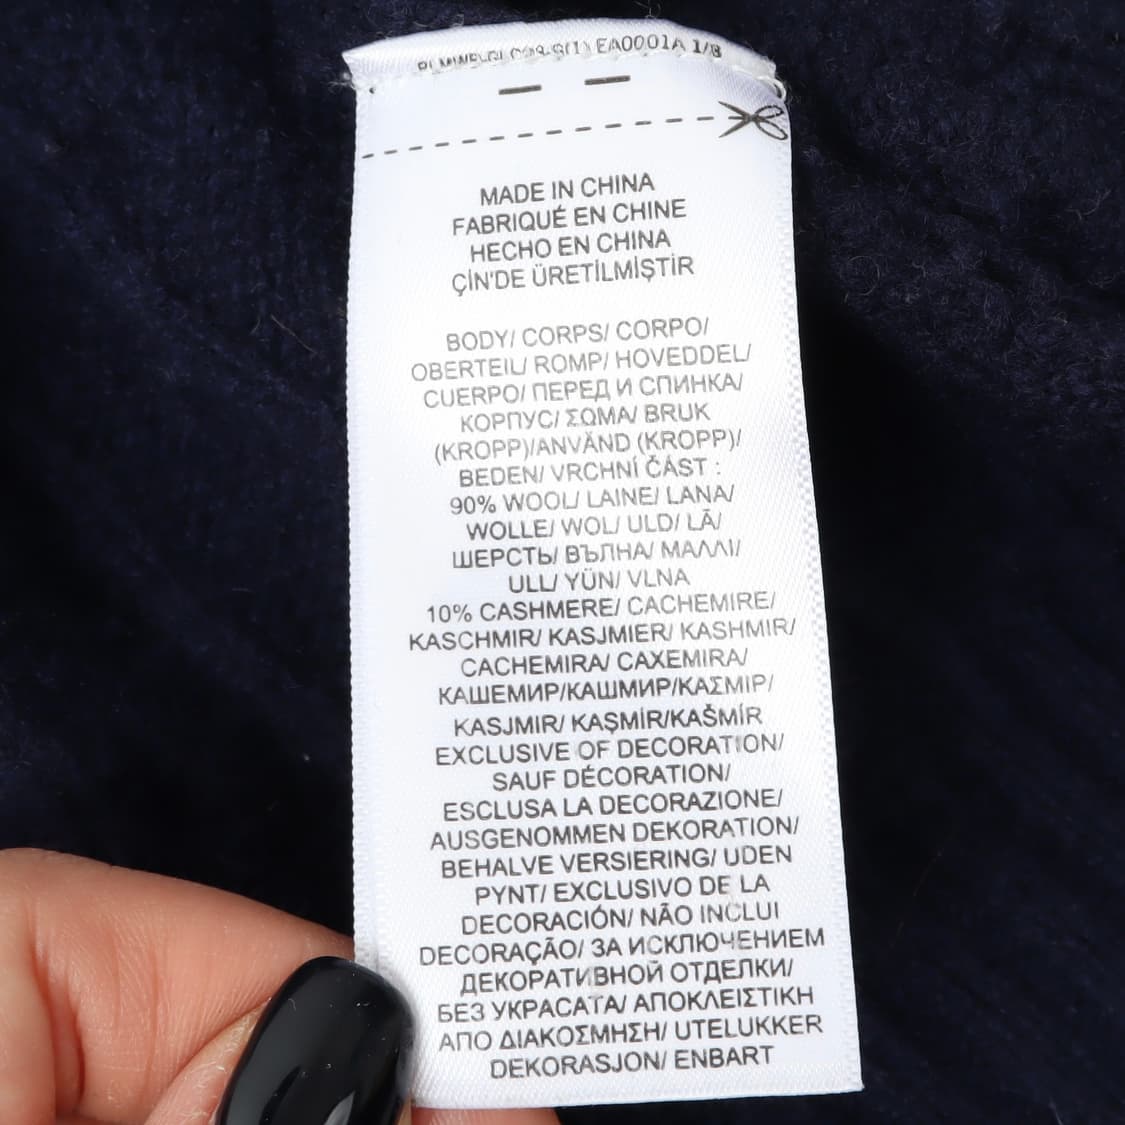 EA0001A 1/8
MADE IN CHINA
FABRIQUÉ EN CHINE
HECHO EN CHINA
ÇİN'DE ÜRETİLMİŞTİR
BODY/ CORPS/ CORPO/
OBERTEIL/ ROMP/ HOVEDDEL/
CUERPO/ ПЕРЕД И СПИНКА/
КОРПУС/ ΣΩΜΑ/ BRUK
(KROPP)/ANVÄND (KROPP)/
BEDEN/ VRCHNÍ ČÁST :
90% WOOL/ LAINE/ LANA/
WOLLE/ WOL/ ULD/ LÃ/
ШЕРСТЬ/ ВЪЛНА/ ΜΑΛΛΙ/
ULL/ YÜN/ VLNA
10% CASHMERE/ CACHEMIRE/
KASCHMIR/ KASJMIER/ KASHMIR/
CACHEMIRA/ CAXEMIRA/
КАШЕМИР/КАШМИР/ΚΑΣΜΙΡ/
KASJMIR/ KAŞMİR/KAŠMÍR
EXCLUSIVE OF DECORATION/
SAUF DÉCORATION/
ESCLUSA LA DECORAZIONE/
AUSGENOMMEN DEKORATION/
BEHALVE VERSIERING/ UDEN
PYNT/ EXCLUSIVO DE LA
DECORACIÓN/ NÃO INCLUI
DECORAÇÃO/ ЗА ИСКЛЮЧЕНИЕМ
ДЕКОРАТИВНОЙ ОТДЕЛКИ/
БЕЗ УКРАСАТА/ ΑΠΟΚΛΕΙΣΤΙΚΗ
ΑΠΟ ΔΙΑΚΟΣΜΗΣΗ/ UTELUKKER
DEKORASJON/ ENBART